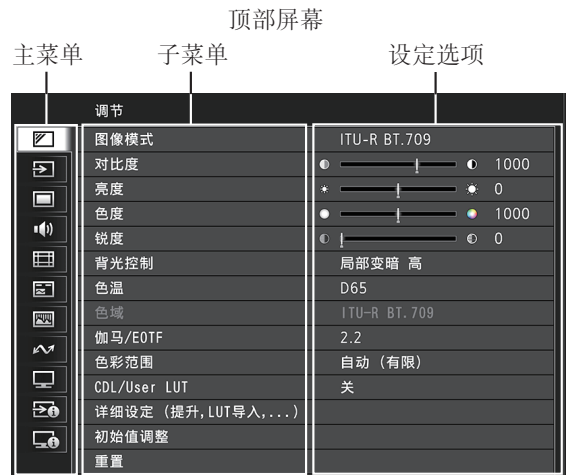 顶部屏幕
主菜单 子菜单 设定选项
调节
图像模式 ITU-R BT.709
对比度 1000
亮度 0
色度 1000
锐度 0
背光控制 局部变暗 高
色温 D65
色域 ITU-R BT.709
伽马/EOTF 2.2
色彩范围 自动（有限）
CDL/User LUT 关
详细设定（提升,LUT导入,...）
初始值调整
重置